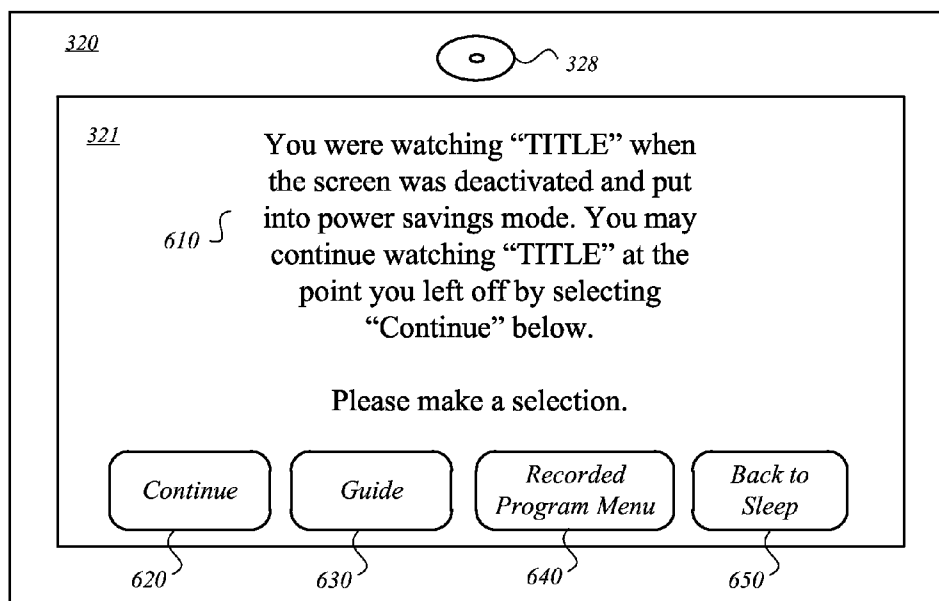 320
328
321
You were watching “TITLE” when
the screen was deactivated and put
into power savings mode. You may
610
continue watching “TITLE” at the
point you left off by selecting
“Continue” below.
Please make a selection.
Continue
Guide
Recorded
Program Menu
Back to
Sleep
620
630
640
650